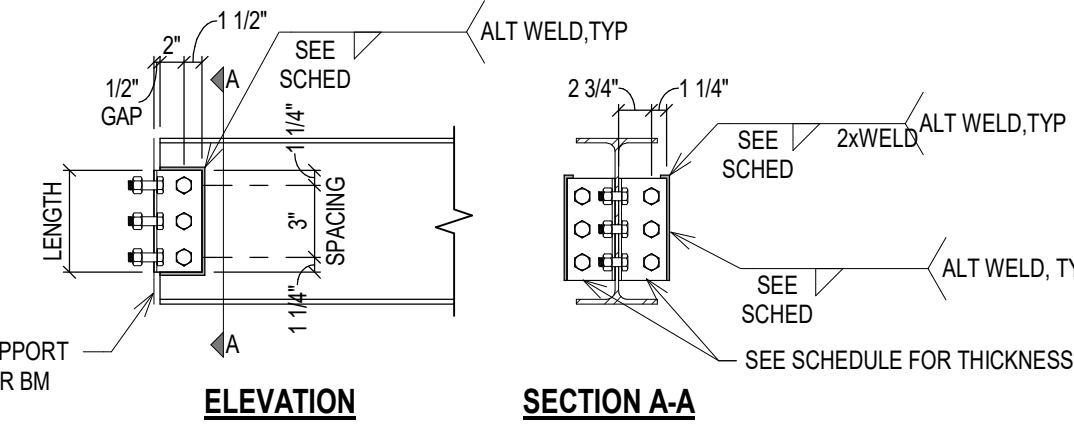 1 1/2"
2"
1/2"
GAP
A
SEE
SCHED
ALT WELD,TYP
1 1/4"
LENGTH
3"
SPACING
1 1/4"
A
PPORT
R BM
ELEVATION
2 3/4"
1 1/4"
SEE
SCHED
2xWELD
ALT WELD,TYP
SEE
SCHED
ALT WELD, TY
SEE SCHEDULE FOR THICKNESS
SECTION A-A